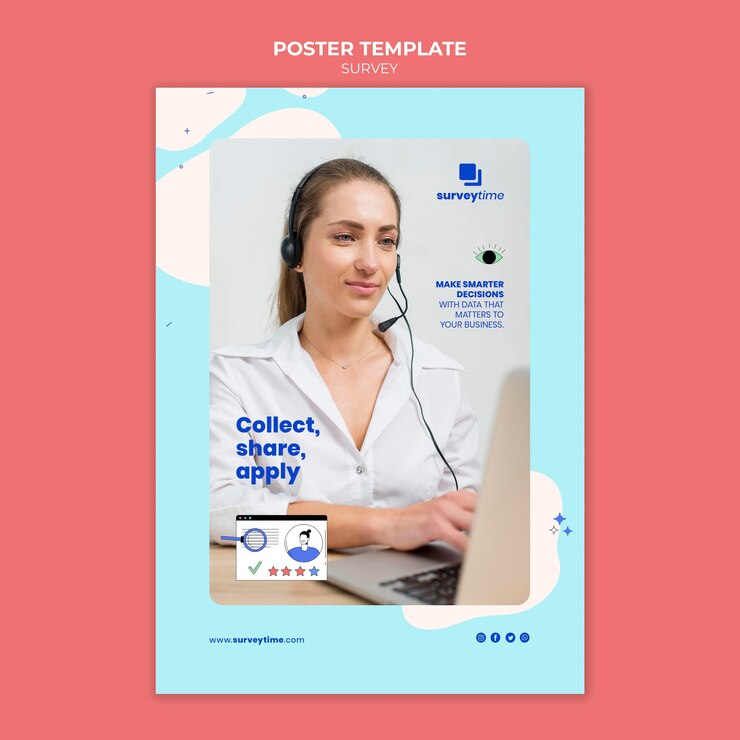 POSTER TEMPLATE
SURVEY
surveytime
MAKE SMARTER
DECISIONS
WITH DATA THAT
MATTERS TO
YOUR BUSINESS.
Collect,
share,
apply
www.surveytime.com